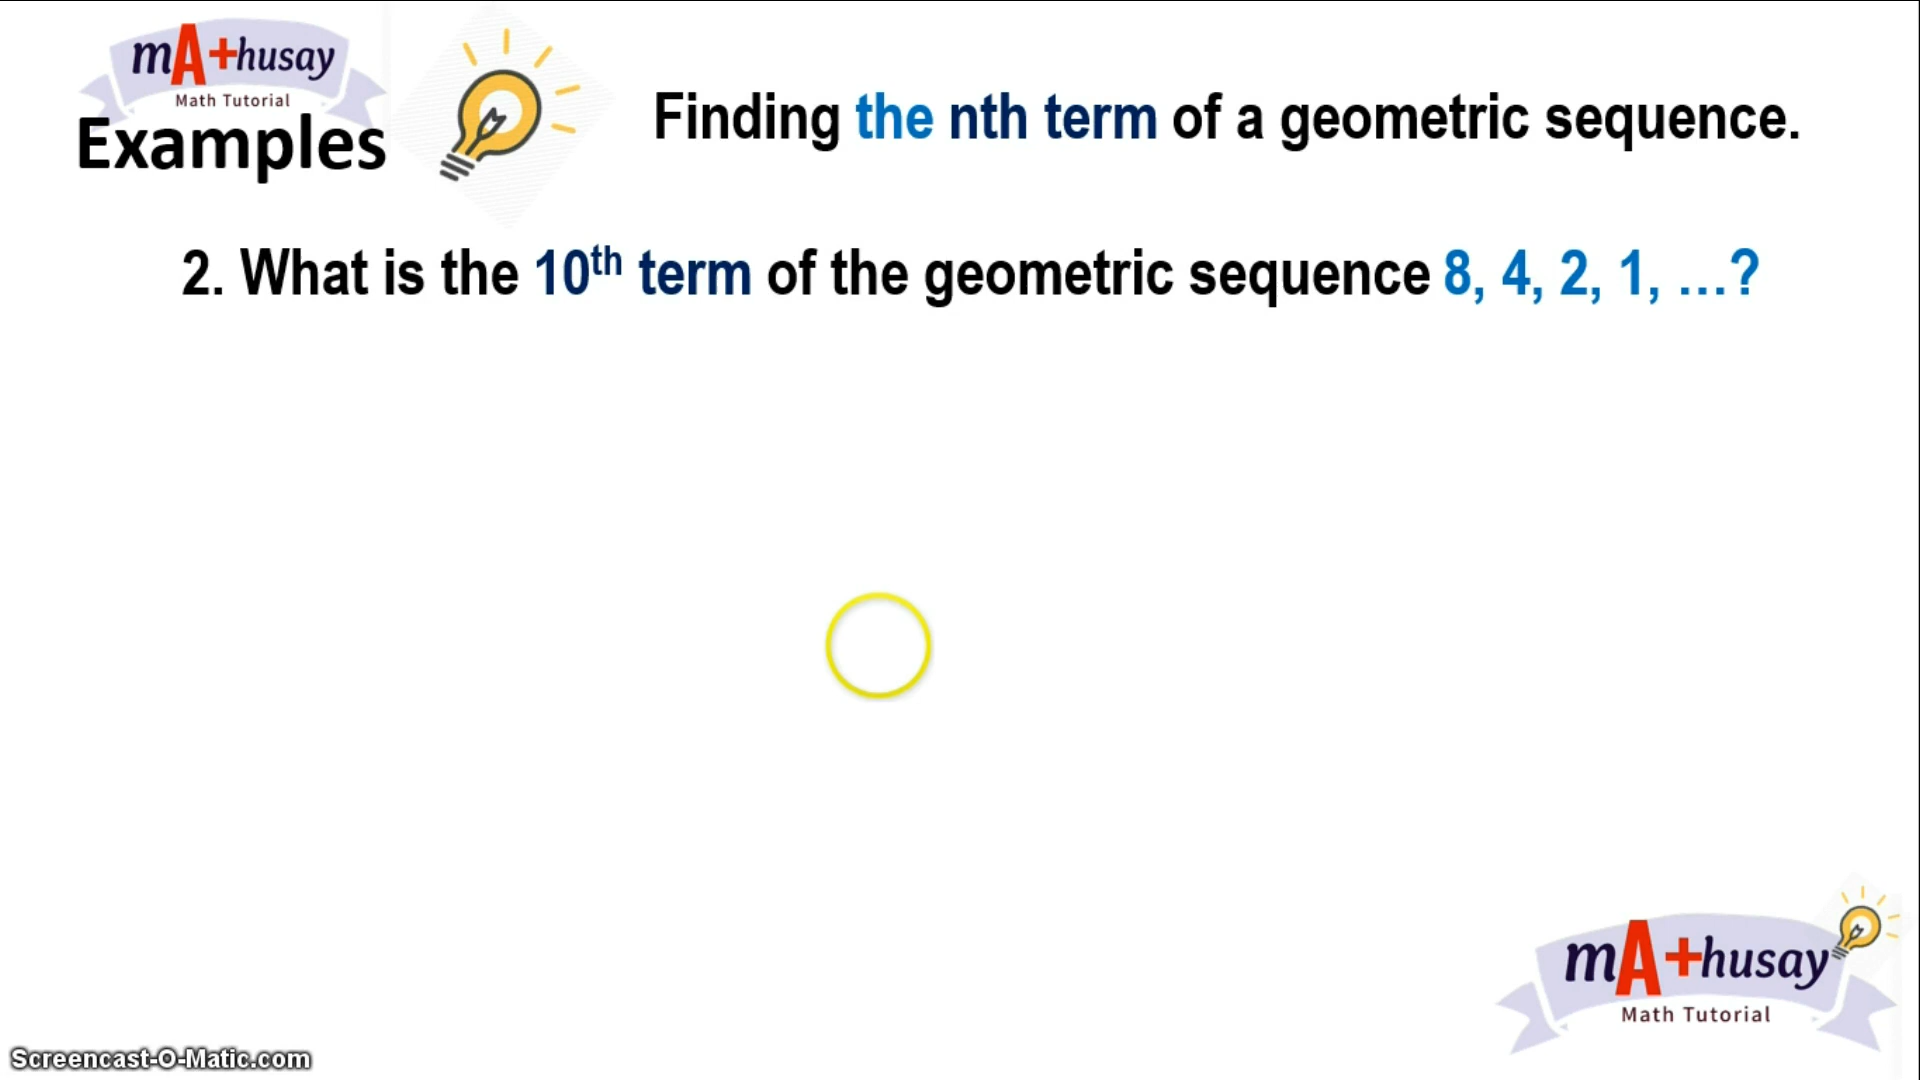 mA+husay
Math Tutorial
Examples
Finding the nth term of a geometric sequence.
2. What is the 10th term of the geometric sequence 8, 4, 2, 1, …?
mA+husay
Math Tutorial
Screencast-O-Matic.com